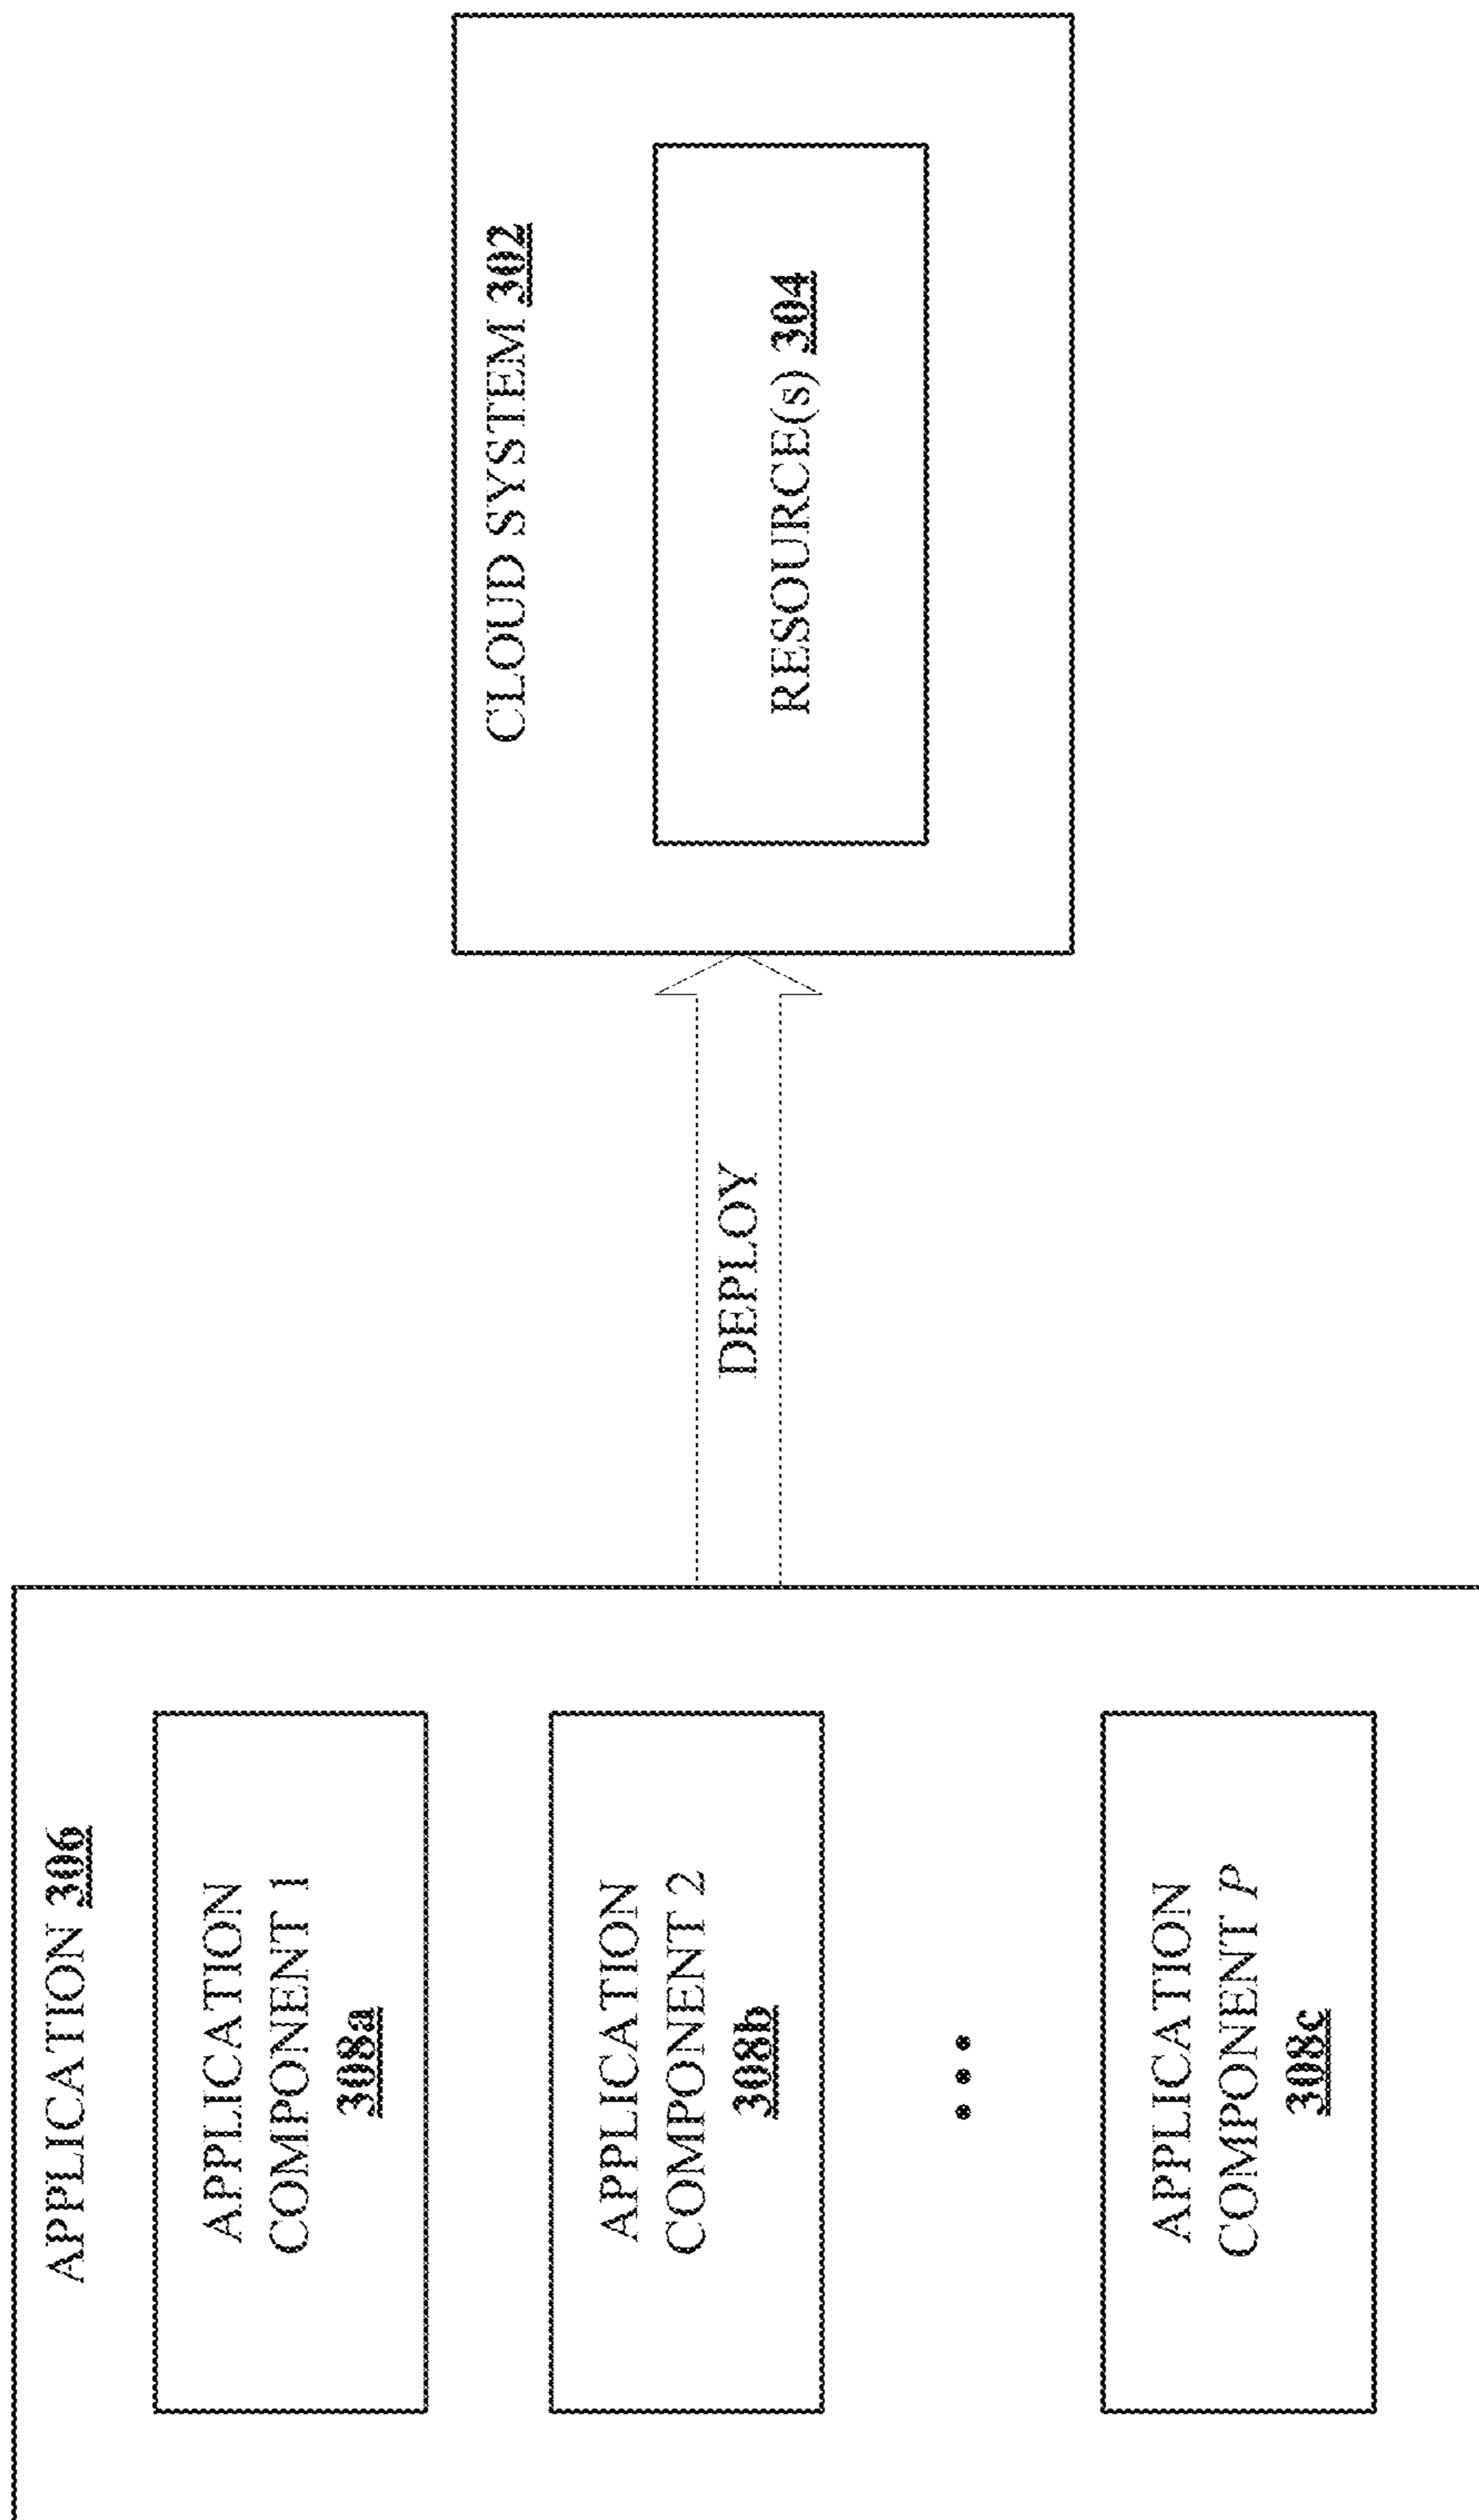 APPLICATION 306
APPLICATION
COMPONENT 1
308a
APPLICATION
COMPONENT 2
308b
• • •
APPLICATION
COMPONENT P
308c
DEPLOY
CLOUD SYSTEM 302
RESOURCE(s) 304